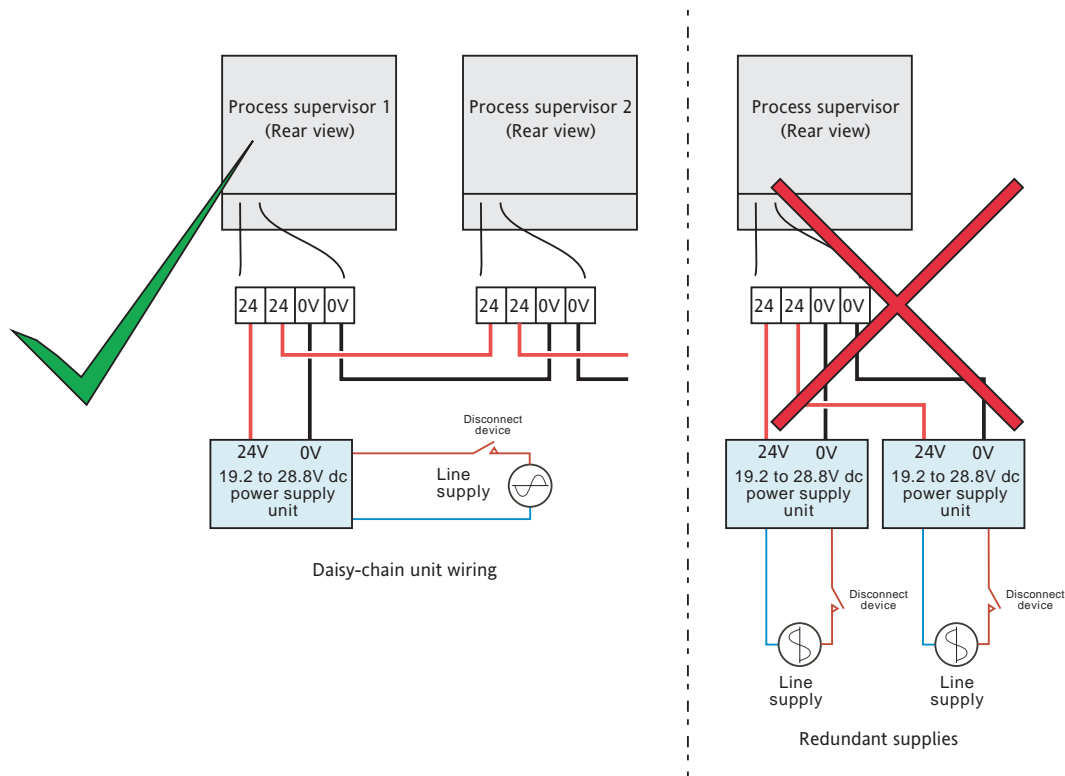 Process supervisor 1
(Rear view)
Process supervisor 2
(Rear view)
24 24 0V 0V
24 24 0V 0V
24V 0V
19.2 to 28.8V dc
power supply
unit
Disconnect
device
Line
supply
Daisy-chain unit wiring
Process supervisor
(Rear view)
24 24 0V 0V
24V 0V
19.2 to 28.8V dc
power supply
unit
24V 0V
19.2 to 28.8V dc
power supply
unit
Disconnect
device
Disconnect
device
Line
supply
Line
supply
Redundant supplies